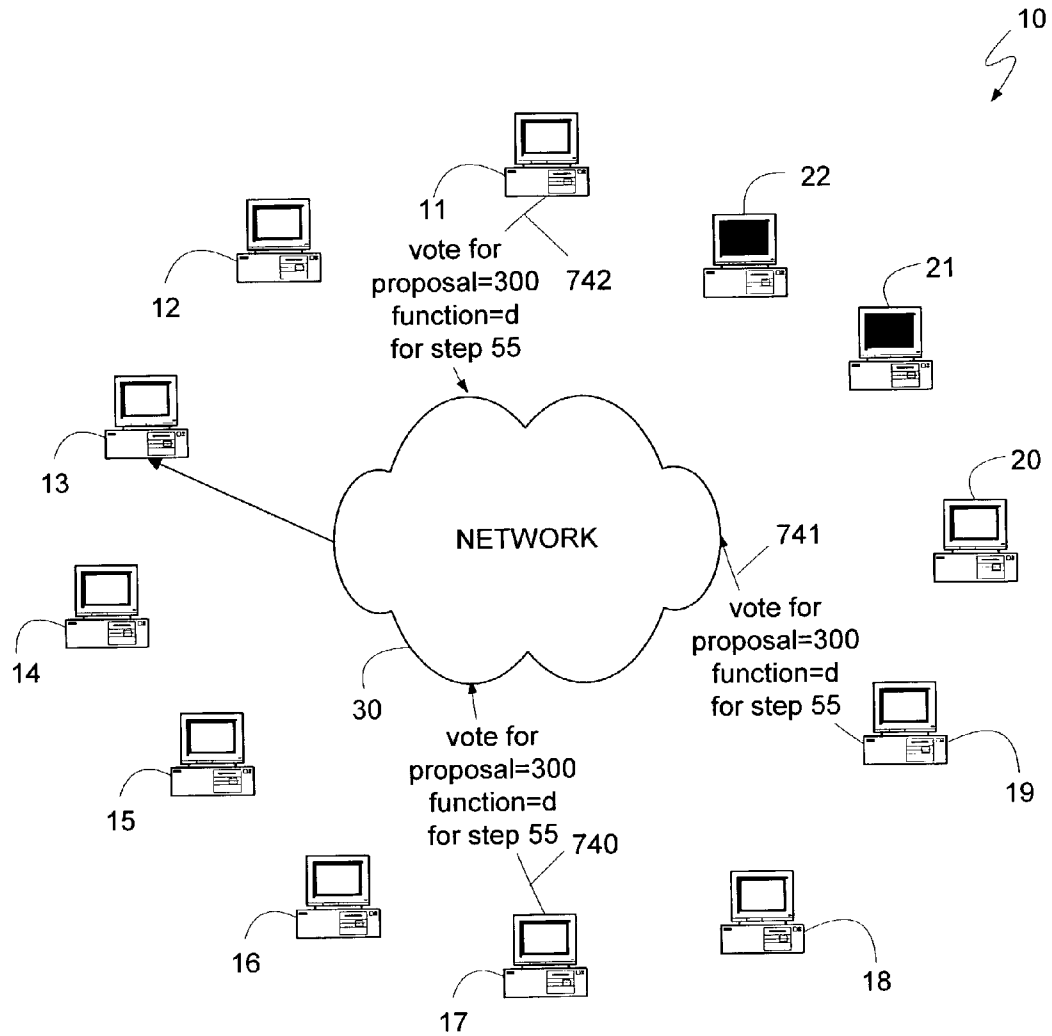 10
11
22
12
vote for
proposal=300
function=d
for step 55
742
21
13
NETWORK
741
20
vote for
proposal=300
function=d
for step 55
14
30
vote for
proposal=300
function=d
for step 55
740
19
15
16
17
18